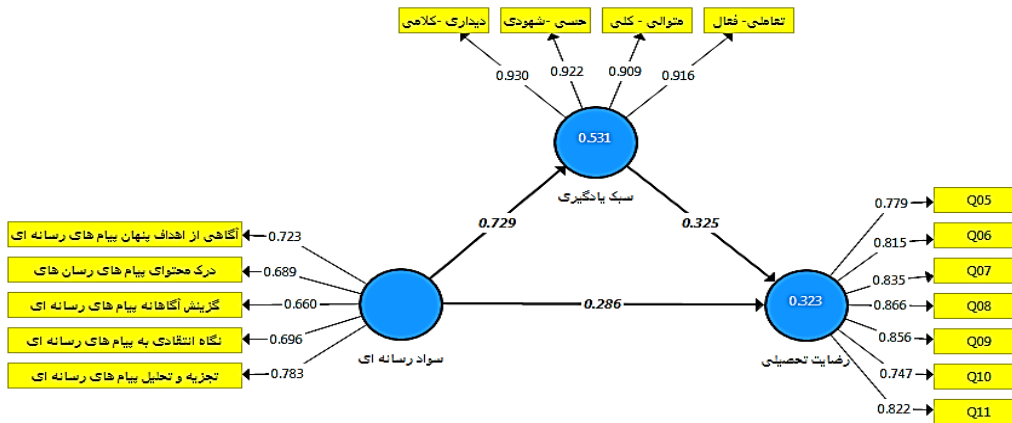 دیداری -کلامی
حسی -شهودی
متوالی - کلی
تعاملی- فعال
0.930
0.922
0.909
0.916
0.531
سبک یادگیری
0.729
0.325
آگاهی از اهداف پنهان پیام های رسانه ای
0.723
درک محتوای پیام های رسان های
0.689
گزینش آگاهانه پیام های رسانه ای
0.660
نگاه انتقادی به پیام های رسانه ای
0.696
تجزیه و تحلیل پیام های رسانه ای
0.783
سواد رسانه ای
0.286
0.323
رضایت تحصیلی
0.779
Q05
0.815
Q06
0.835
Q07
0.866
Q08
0.856
Q09
0.747
Q10
0.822
Q11